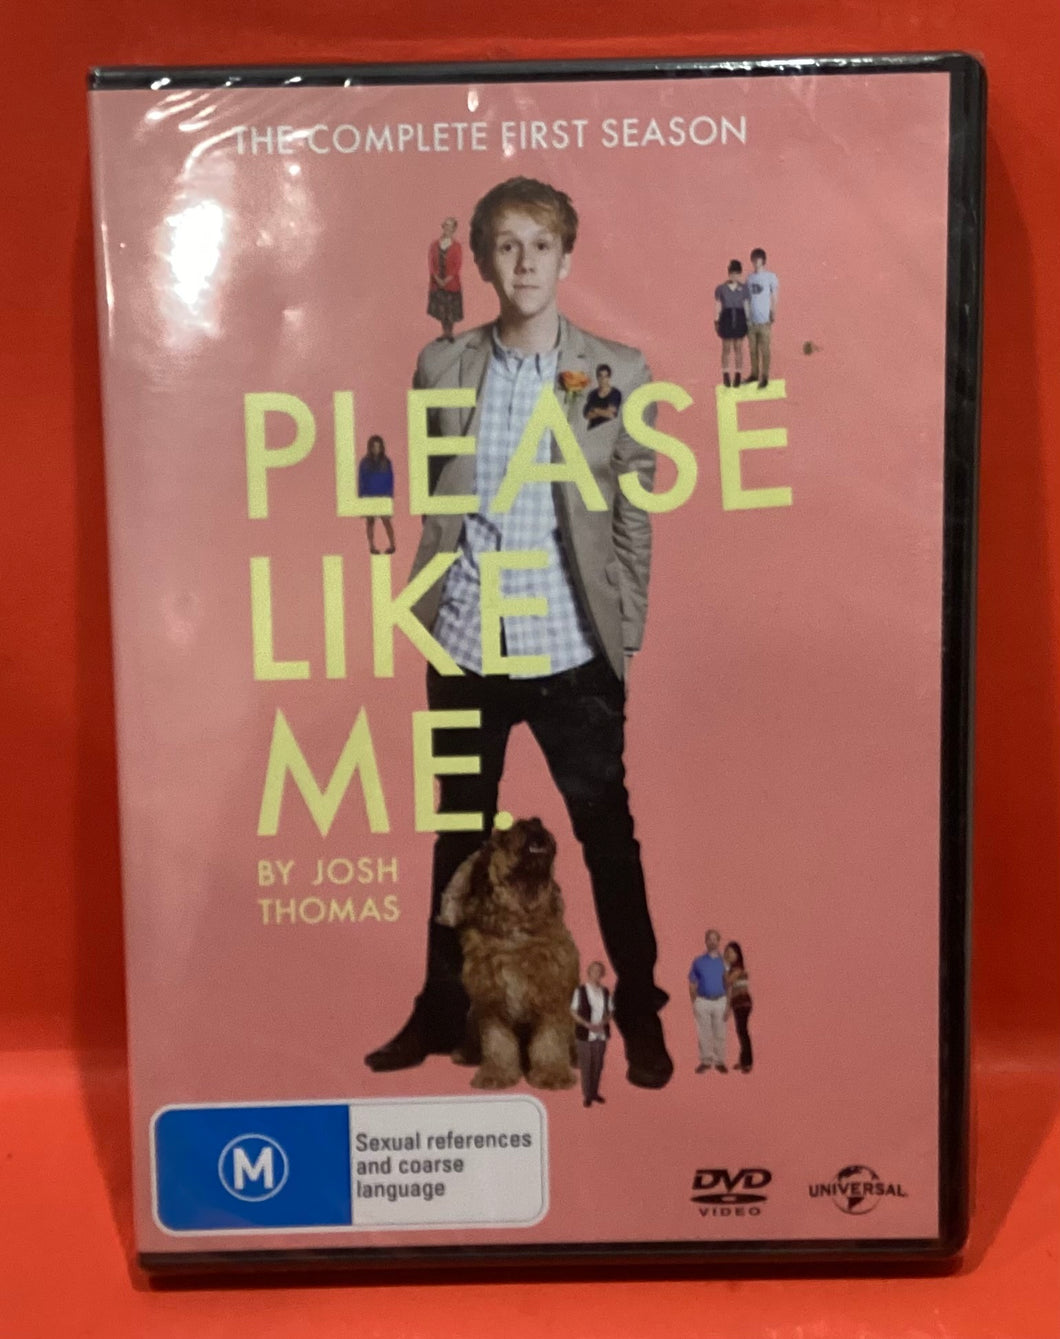 THE COMPLETE FIRST SEASON
PLEASE
LIKE
ME.
BY JOSH
THOMAS
M
Sexual references
and coarse
language
DVD
VIDEO
UNIVERSAL